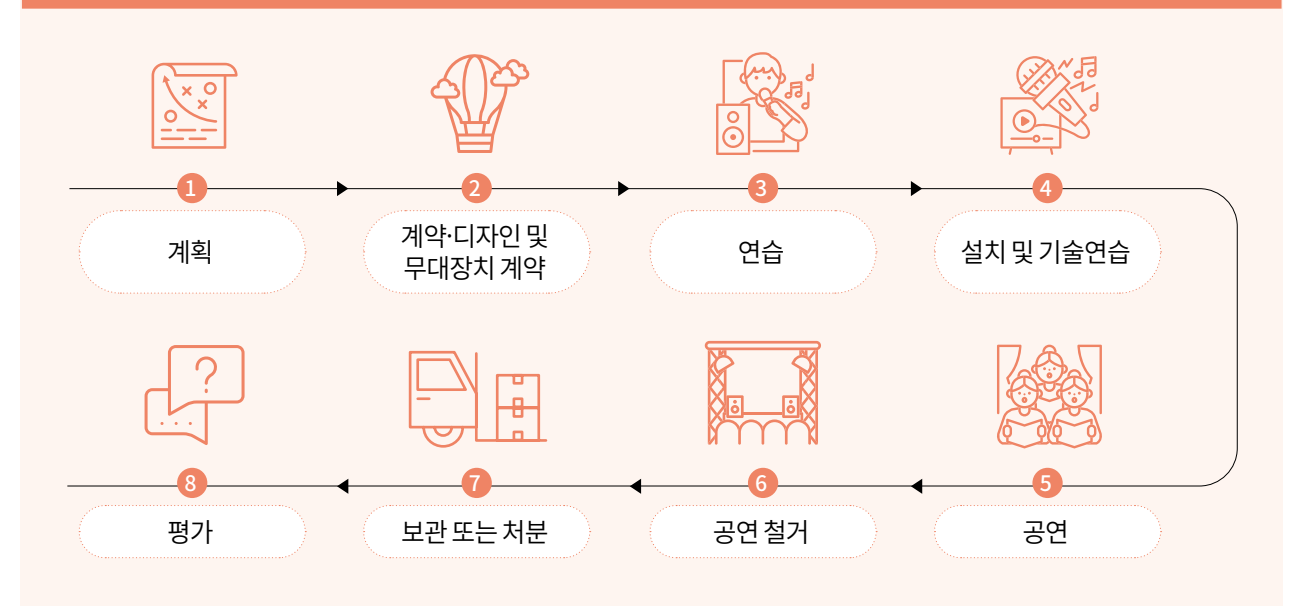 1
계획
2
계약·디자인 및
무대장치 계약
3
연습
4
설치 및 기술연습
5
공연
6
공연 철거
7
보관 또는 처분
8
평가
?